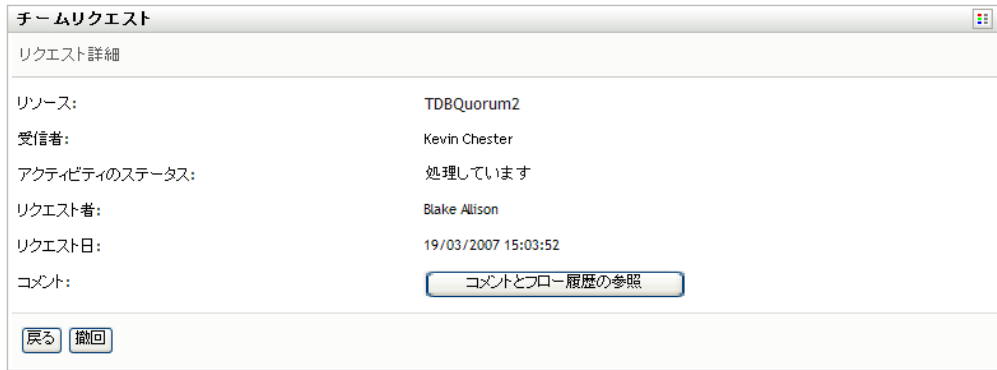 チームリクエスト
リクエスト詳細
リソース: TDBQuorum2
受信者: Kevin Chester
アクティビティのステータス: 処理しています
リクエスト者: Blake Allison
リクエスト日: 19/03/2007 15:03:52
コメント: コメントとフロー履歴の参照
戻る 撤回